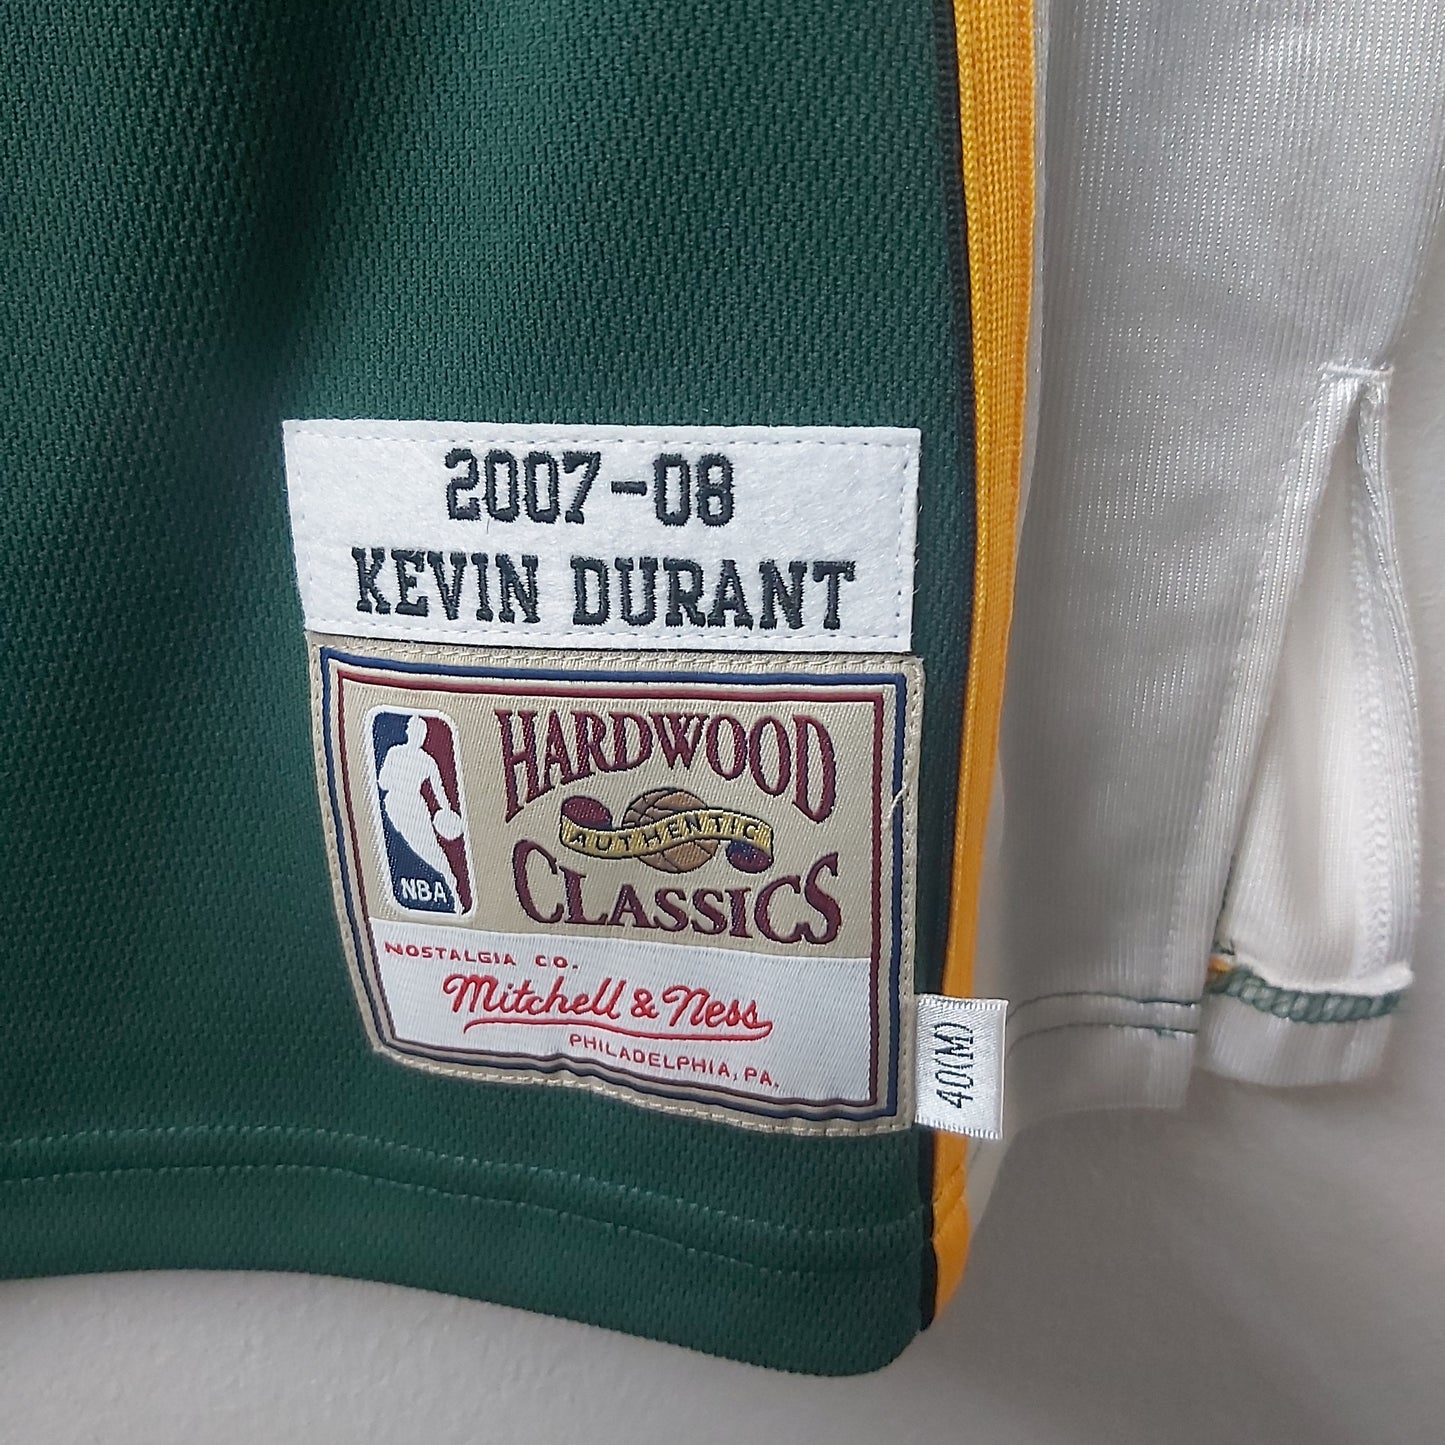 2007-08
KEVIN DURANT
HARDWOOD
AUTHENTIC
CLASSICS
NBA
NOSTALGIA CO.
Mitchell & Ness
PHILADELPHIA, PA.
40(M)